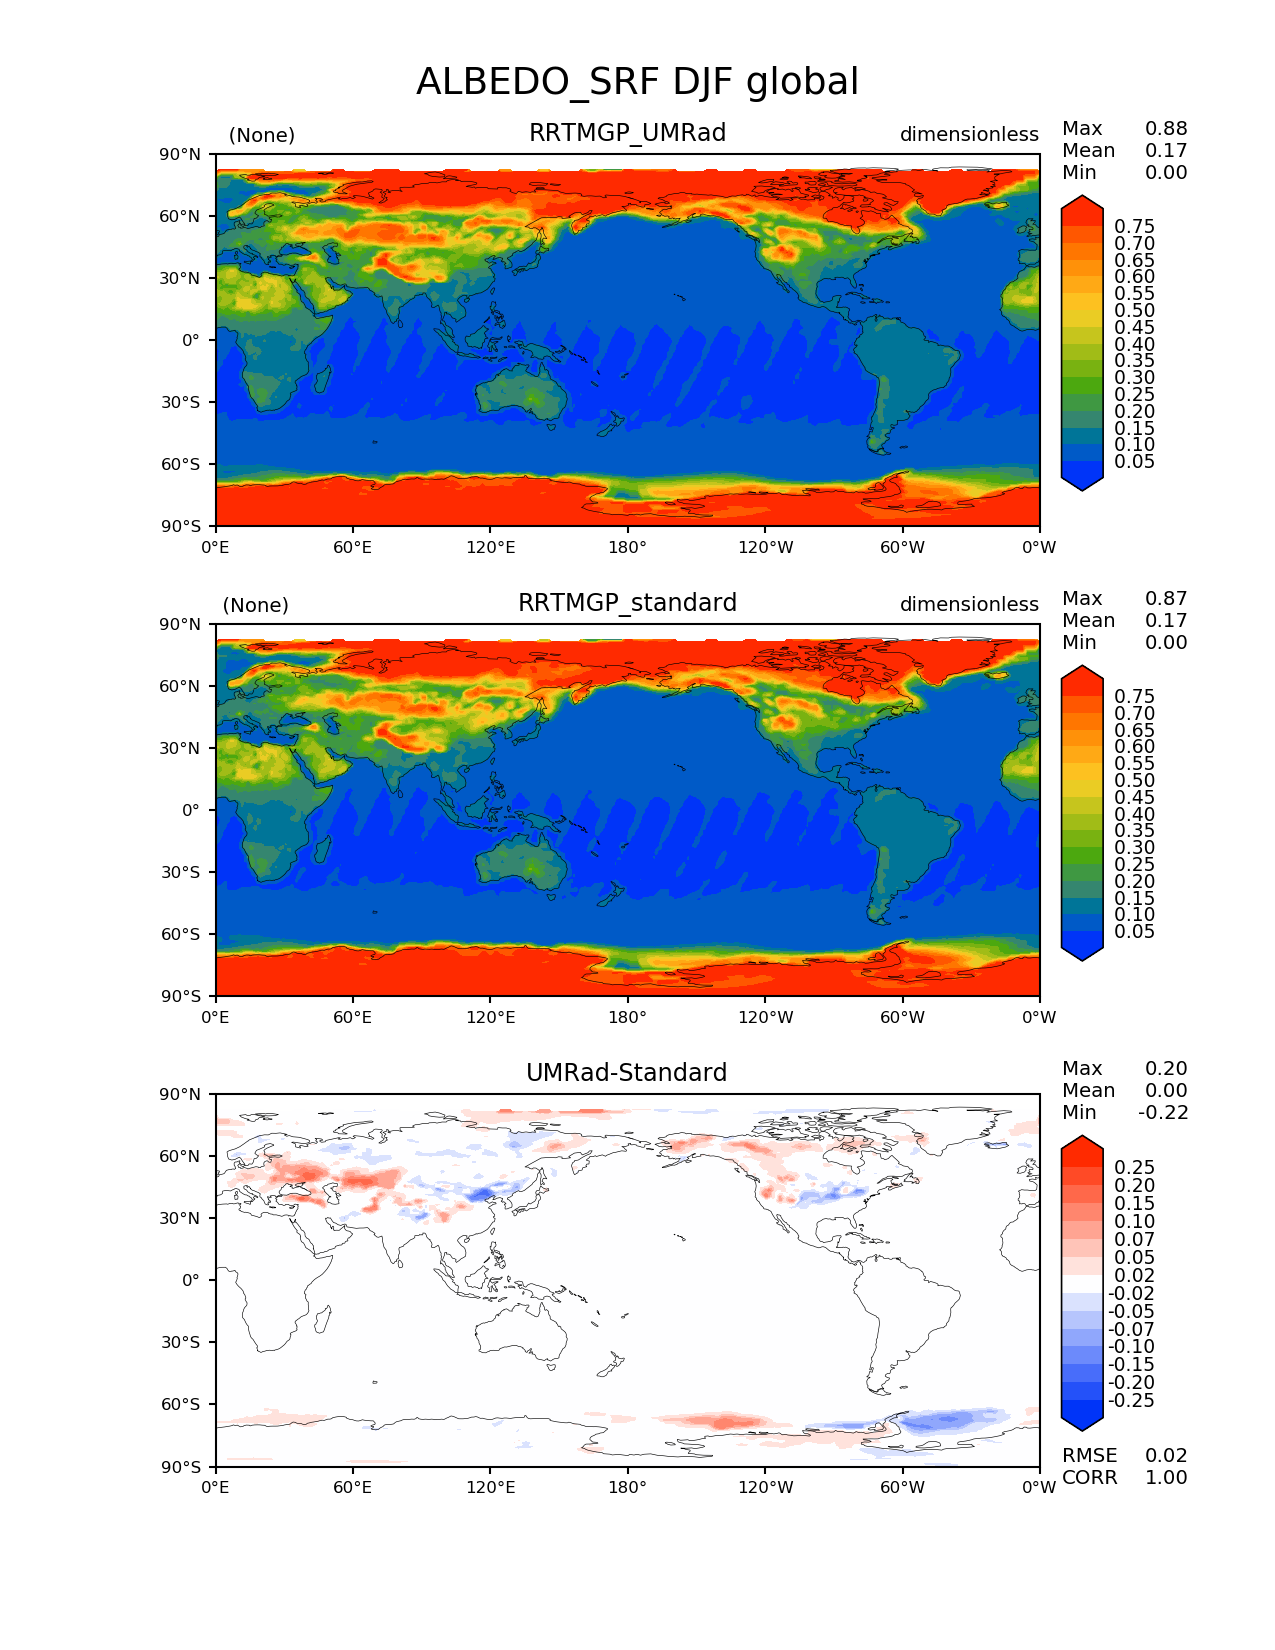 ALBEDO_SRF DJF global
(None) RRTMGP_UMRad dimensionless
Max 0.88
Mean 0.17
Min 0.00
90°N
60°N
30°N
0°
30°S
60°S
90°S
0°E 60°E 120°E 180° 120°W 60°W 0°W
0.75
0.70
0.65
0.60
0.55
0.50
0.45
0.40
0.35
0.30
0.25
0.20
0.15
0.10
0.05
(None) RRTMGP_standard dimensionless
Max 0.87
Mean 0.17
Min 0.00
90°N
60°N
30°N
0°
30°S
60°S
90°S
0°E 60°E 120°E 180° 120°W 60°W 0°W
0.75
0.70
0.65
0.60
0.55
0.50
0.45
0.40
0.35
0.30
0.25
0.20
0.15
0.10
0.05
UMRad-Standard
Max 0.20
Mean 0.00
Min -0.22
90°N
60°N
30°N
0°
30°S
60°S
90°S
0°E 60°E 120°E 180° 120°W 60°W 0°W
0.25
0.20
0.15
0.10
0.07
0.05
0.02
-0.02
-0.05
-0.07
-0.10
-0.15
-0.20
-0.25
RMSE 0.02
CORR 1.00